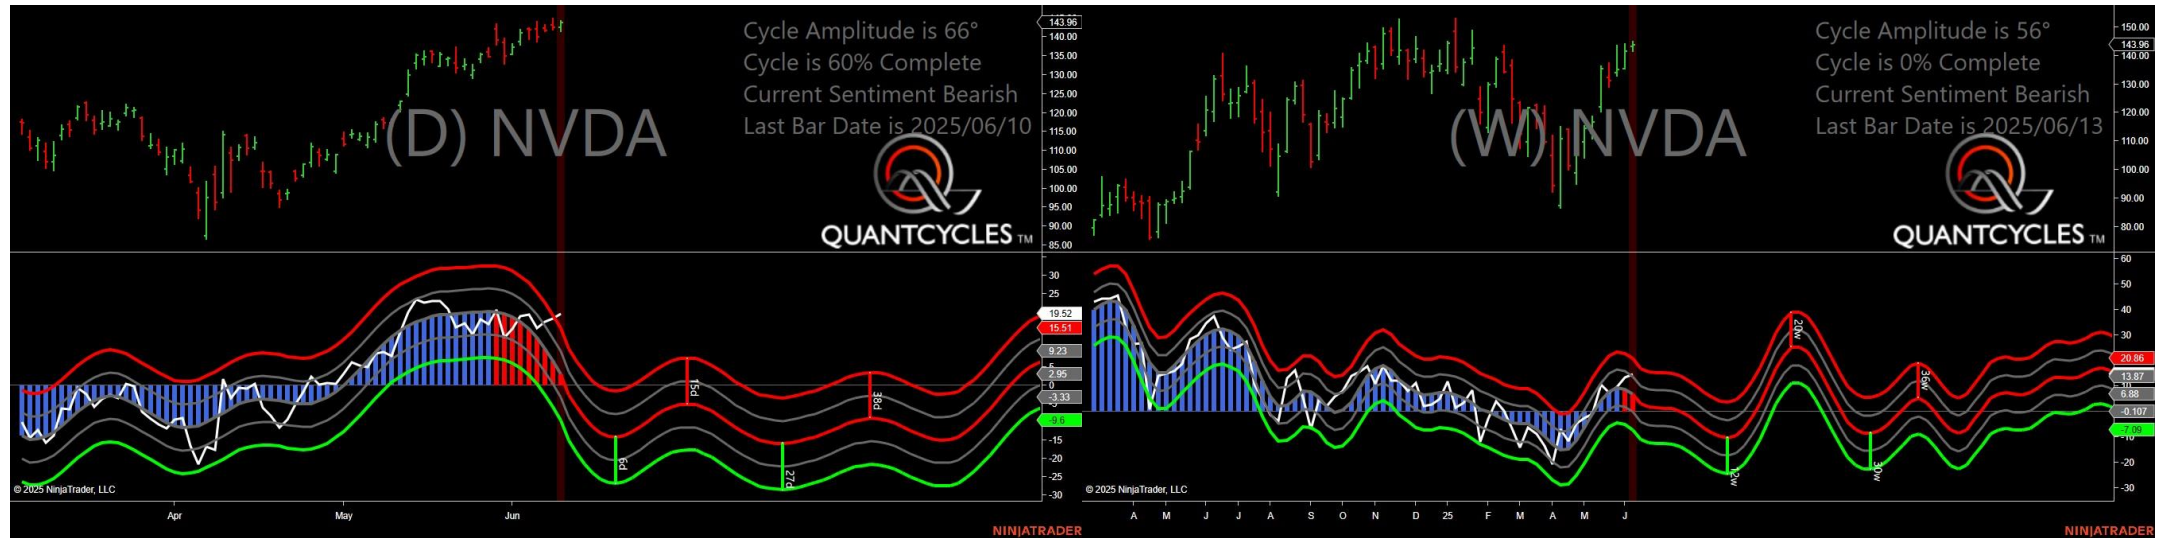 Cycle Amplitude is 66°
Cycle is 60% Complete
Current Sentiment Bearish
Last Bar Date is 2025/06/10
(D) NVDA
QUANTCYCLES TM
143.96
140.00
135.00
130.00
125.00
120.00
115.00
110.00
105.00
100.00
95.00
90.00
85.00
30
25
19.52
15.51
9.23
5
2.95
0
-3.33
-9.6
-15
-20
-25
-30
6d
15d
27d
38d
© 2025 NinjaTrader, LLC
Apr May Jun
NINJATRADER
Cycle Amplitude is 56°
Cycle is 0% Complete
Current Sentiment Bearish
Last Bar Date is 2025/06/13
(W) NVDA
QUANTCYCLES TM
150.00
143.96
140.00
130.00
120.00
110.00
100.00
90.00
80.00
60
50
40
30
20.86
13.87
10
6.88
-0.107
-7.09
-10
-20
-30
12w
20w
30w
36w
© 2025 NinjaTrader, LLC
A M J J A S O N D 25 F M A M J
NINJATRADER